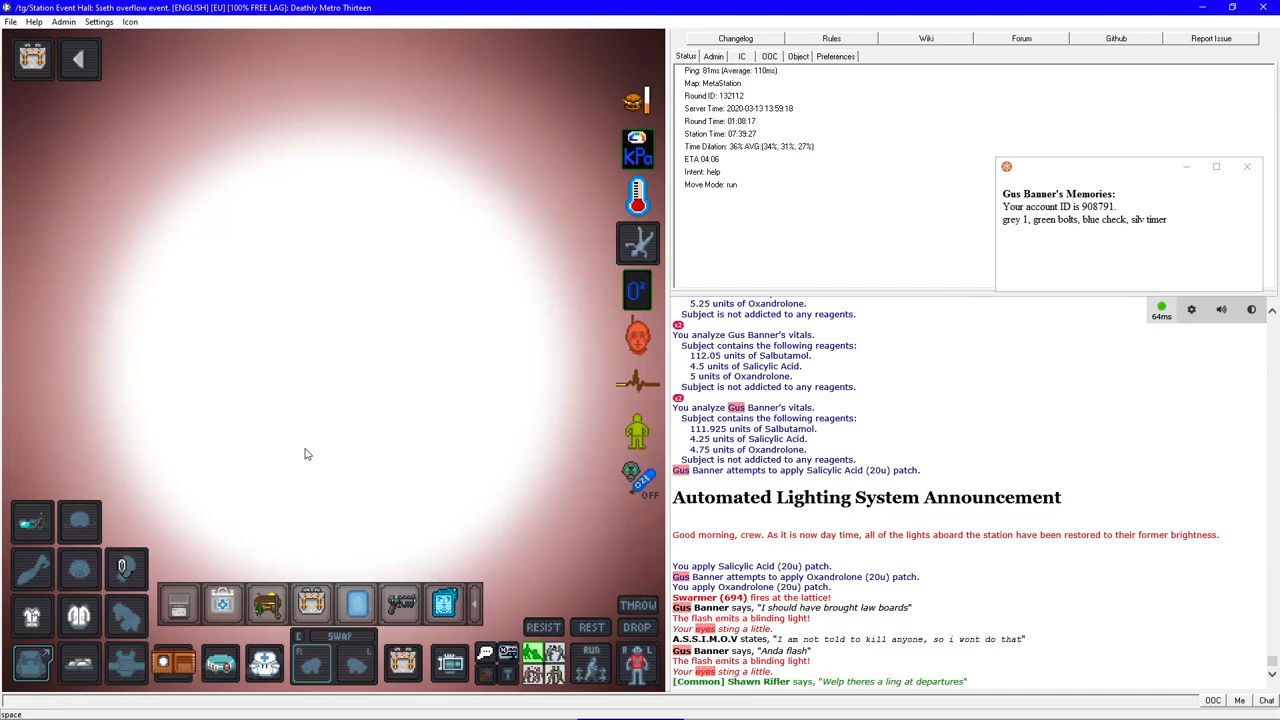 /tg/Station Event Hall: Sseth overflow event. [ENGLISH] [EU] [100% FREE LAG]: Deathly Metro Thirteen
File Help Admin Settings Icon
Changelog Rules Wiki Forum Github Report Issue
Status Admin IC OOC Object Preferences
Ping: 81ms (Average: 110ms)
Map: MetaStation
Round ID: 132112
Server Time: 2020-03-13 13:59:18
Round Time: 01:08:17
Station Time: 07:39:27
Time Dilation: 36% AVG:(34%, 31%, 27%)
ETA 04:06
Intent: help
Move Mode: run
Gus Banner's Memories:
Your account ID is 908791.
grey 1, green bolts, blue check, silv timer
kPa
O²
OFF
64ms
5.25 units of Oxandrolone.
Subject is not addicted to any reagents.
x2
You analyze Gus Banner's vitals.
Subject contains the following reagents:
112.05 units of Salbutamol.
4.5 units of Salicylic Acid.
5 units of Oxandrolone.
Subject is not addicted to any reagents.
x2
You analyze Gus Banner's vitals.
Subject contains the following reagents:
111.925 units of Salbutamol.
4.25 units of Salicylic Acid.
4.75 units of Oxandrolone.
Subject is not addicted to any reagents.
Gus Banner attempts to apply Salicylic Acid (20u) patch.
Automated Lighting System Announcement
Good morning, crew. As it is now day time, all of the lights aboard the station have been restored to their former brightness.
You apply Salicylic Acid (20u) patch.
Gus Banner attempts to apply Oxandrolone (20u) patch.
You apply Oxandrolone (20u) patch.
Swarmer (694) fires at the lattice!
Gus Banner says, "I should have brought law boards"
The flash emits a blinding light!
Your eyes sting a little.
A.S.S.I.M.O.V states, "I am not told to kill anyone, so i wont do that"
Gus Banner says, "Anda flash"
The flash emits a blinding light!
Your eyes sting a little.
[Common] Shawn Rifler says, "Welp theres a ling at departures"
THROW
RESIST REST DROP
E SWAP
R L
RUN
R L
OOC Me Chat
space